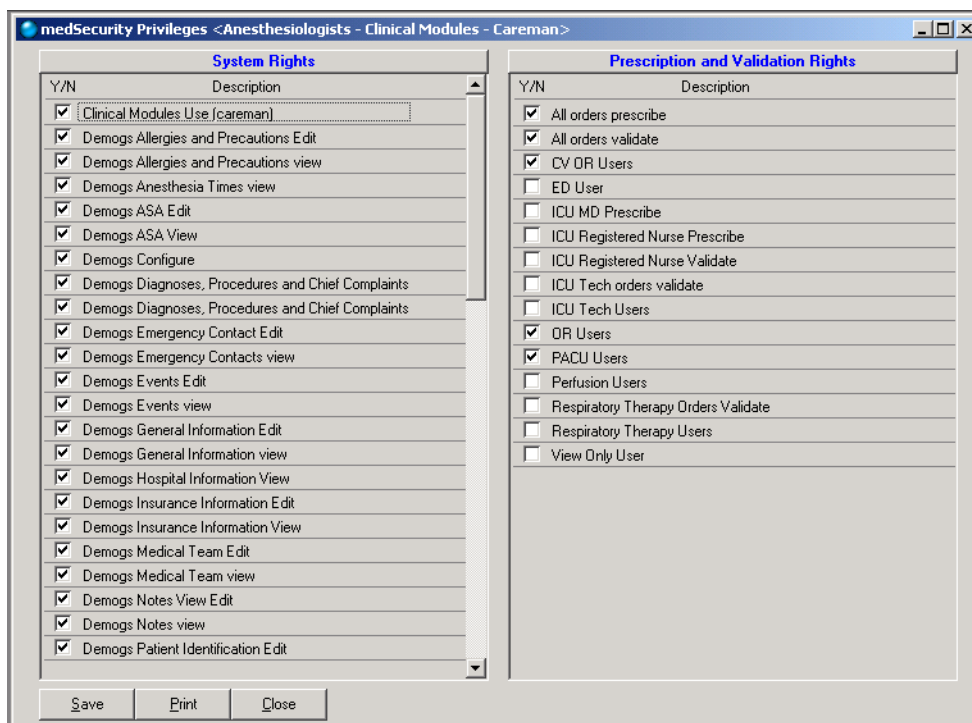 medSecurity Privileges <Anesthesiologists - Clinical Modules - Careman>
System Rights
Y/N Description
Clinical Modules Use (careman)
Demogs Allergies and Precautions Edit
Demogs Allergies and Precautions view
Demogs Anesthesia Times view
Demogs ASA Edit
Demogs ASA View
Demogs Configure
Demogs Diagnoses, Procedures and Chief Complaints
Demogs Diagnoses, Procedures and Chief Complaints
Demogs Emergency Contact Edit
Demogs Emergency Contacts view
Demogs Events Edit
Demogs Events view
Demogs General Information Edit
Demogs General Information view
Demogs Hospital Information View
Demogs Insurance Information Edit
Demogs Insurance Information View
Demogs Medical Team Edit
Demogs Medical Team view
Demogs Notes View Edit
Demogs Notes view
Demogs Patient Identification Edit
Prescription and Validation Rights
Y/N Description
All orders prescribe
All orders validate
CV OR Users
ED User
ICU MD Prescribe
ICU Registered Nurse Prescribe
ICU Registered Nurse Validate
ICU Tech orders validate
ICU Tech Users
OR Users
PACU Users
Perfusion Users
Respiratory Therapy Orders Validate
Respiratory Therapy Users
View Only User
Save Print Close